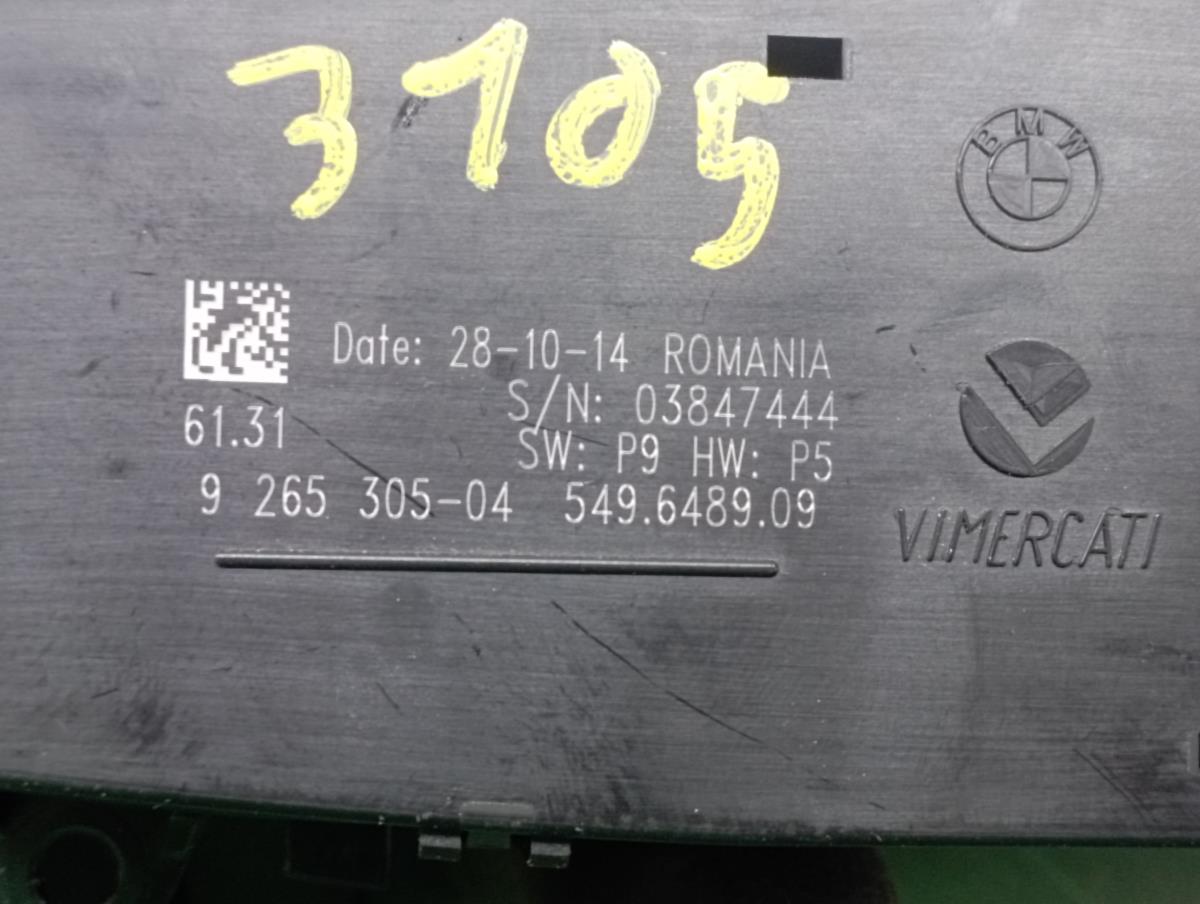 3105
BMW
Date: 28-10-14 ROMANIA
S/N: 03847444
61.31
SW: P9 HW: P5
9 265 305-04 549.6489.09
VIMERCATI